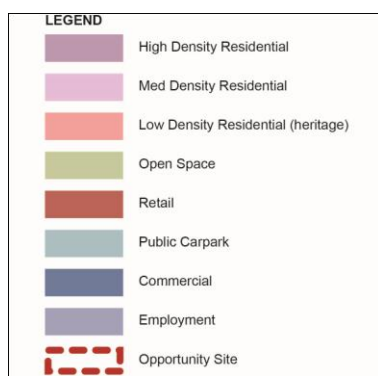 LEGEND
High Density Residential
Med Density Residential
Low Density Residential (heritage)
Open Space
Retail
Public Carpark
Commercial
Employment
Opportunity Site